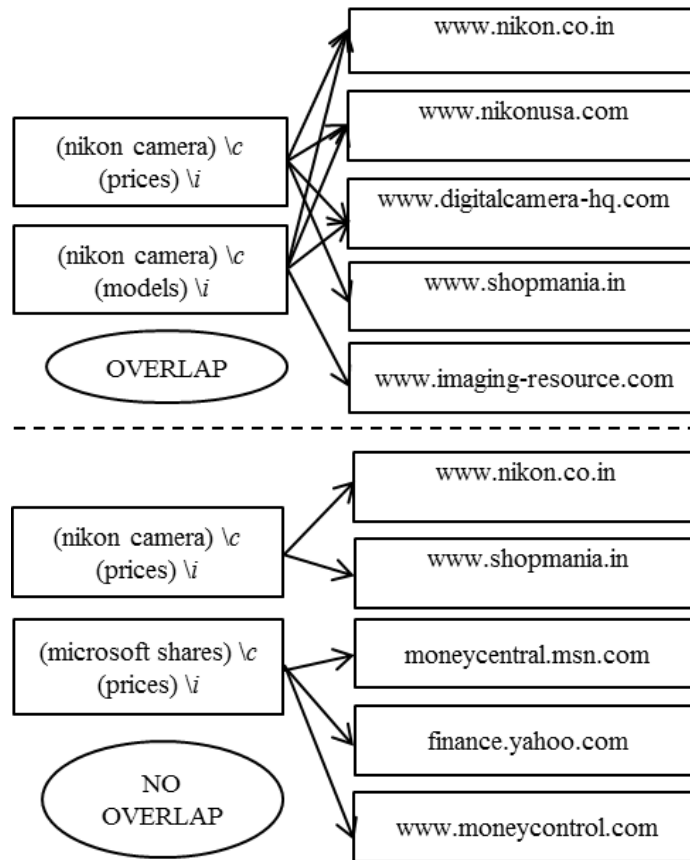 (nikon camera) \c
(prices) \i
(nikon camera) \c
(models) \i
OVERLAP
www.nikon.co.in
www.nikonusa.com
www.digitalcamera-hq.com
www.shopmania.in
www.imaging-resource.com
(nikon camera) \c
(prices) \i
(microsoft shares) \c
(prices) \i
NO
OVERLAP
www.nikon.co.in
www.shopmania.in
moneycentral.msn.com
finance.yahoo.com
www.moneycontrol.com